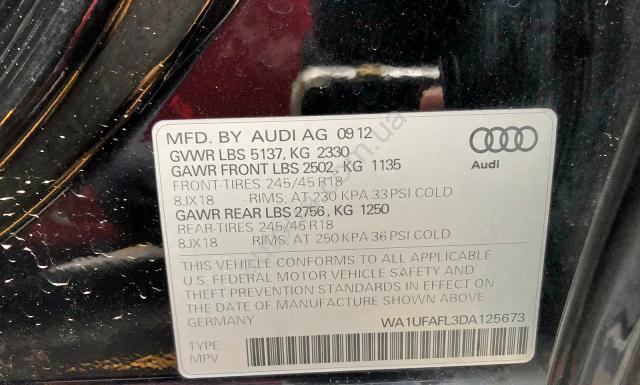 MFD. BY AUDI AG 09 12
GVWR LBS 5137, KG 2330
GAWR FRONT LBS 2502, KG 1135
FRONT-TIRES 245/45 R18
8JX18 RIMS, AT 230 KPA 33 PSI COLD
GAWR REAR LBS 2756, KG 1250
REAR-TIRES 245/45 R18
8JX18 RIMS, AT 250 KPA 36 PSI COLD
Audi
THIS VEHICLE CONFORMS TO ALL APPLICABLE
U.S. FEDERAL MOTOR VEHICLE SAFETY AND
THEFT PREVENTION STANDARDS IN EFFECT ON
THE DATE OF MANUFACTURE SHOWN ABOVE
GERMANY WA1UFAFL3DA125673
TYPE
MPV